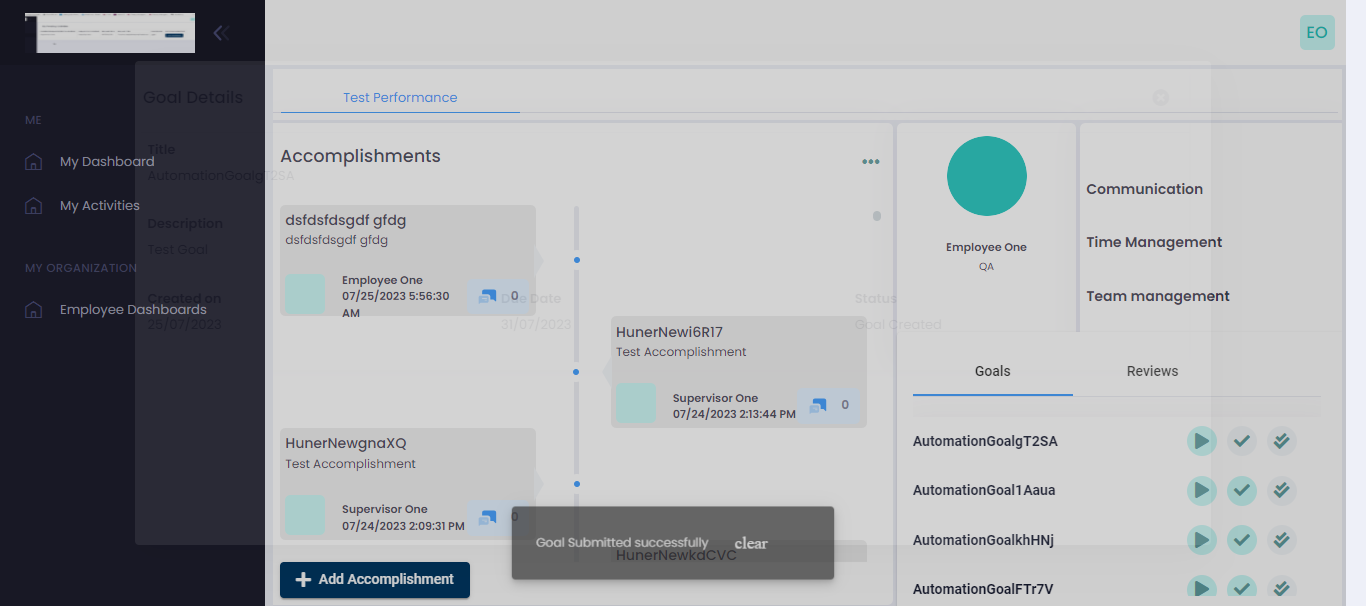 EO
Test Performance
Goal Details
ME
Title
My Dashboard
AutomationGoalgT2SA
My Activities
Description
Test Goal
MY ORGANIZATION
Created on
Employee Dashboards
25/07/2023
Due Date
31/07/2023
Status
Goal Created
Accomplishments
dsfdsfdsgdf gfdg
dsfdsfdsgdf gfdg
Employee One
07/25/2023 5:56:30
AM
0
HunerNewi6R17
Test Accomplishment
Supervisor One
07/24/2023 2:13:44 PM
0
HunerNewgnaXQ
Test Accomplishment
Supervisor One
07/24/2023 2:09:31 PM
0
HunerNewkaCVC
Goal Submitted successfully clear
Add Accomplishment
Employee One
QA
Communication
Time Management
Team management
Goals Reviews
AutomationGoalgT2SA
AutomationGoal1Aaua
AutomationGoalkhHNj
AutomationGoalFTr7V